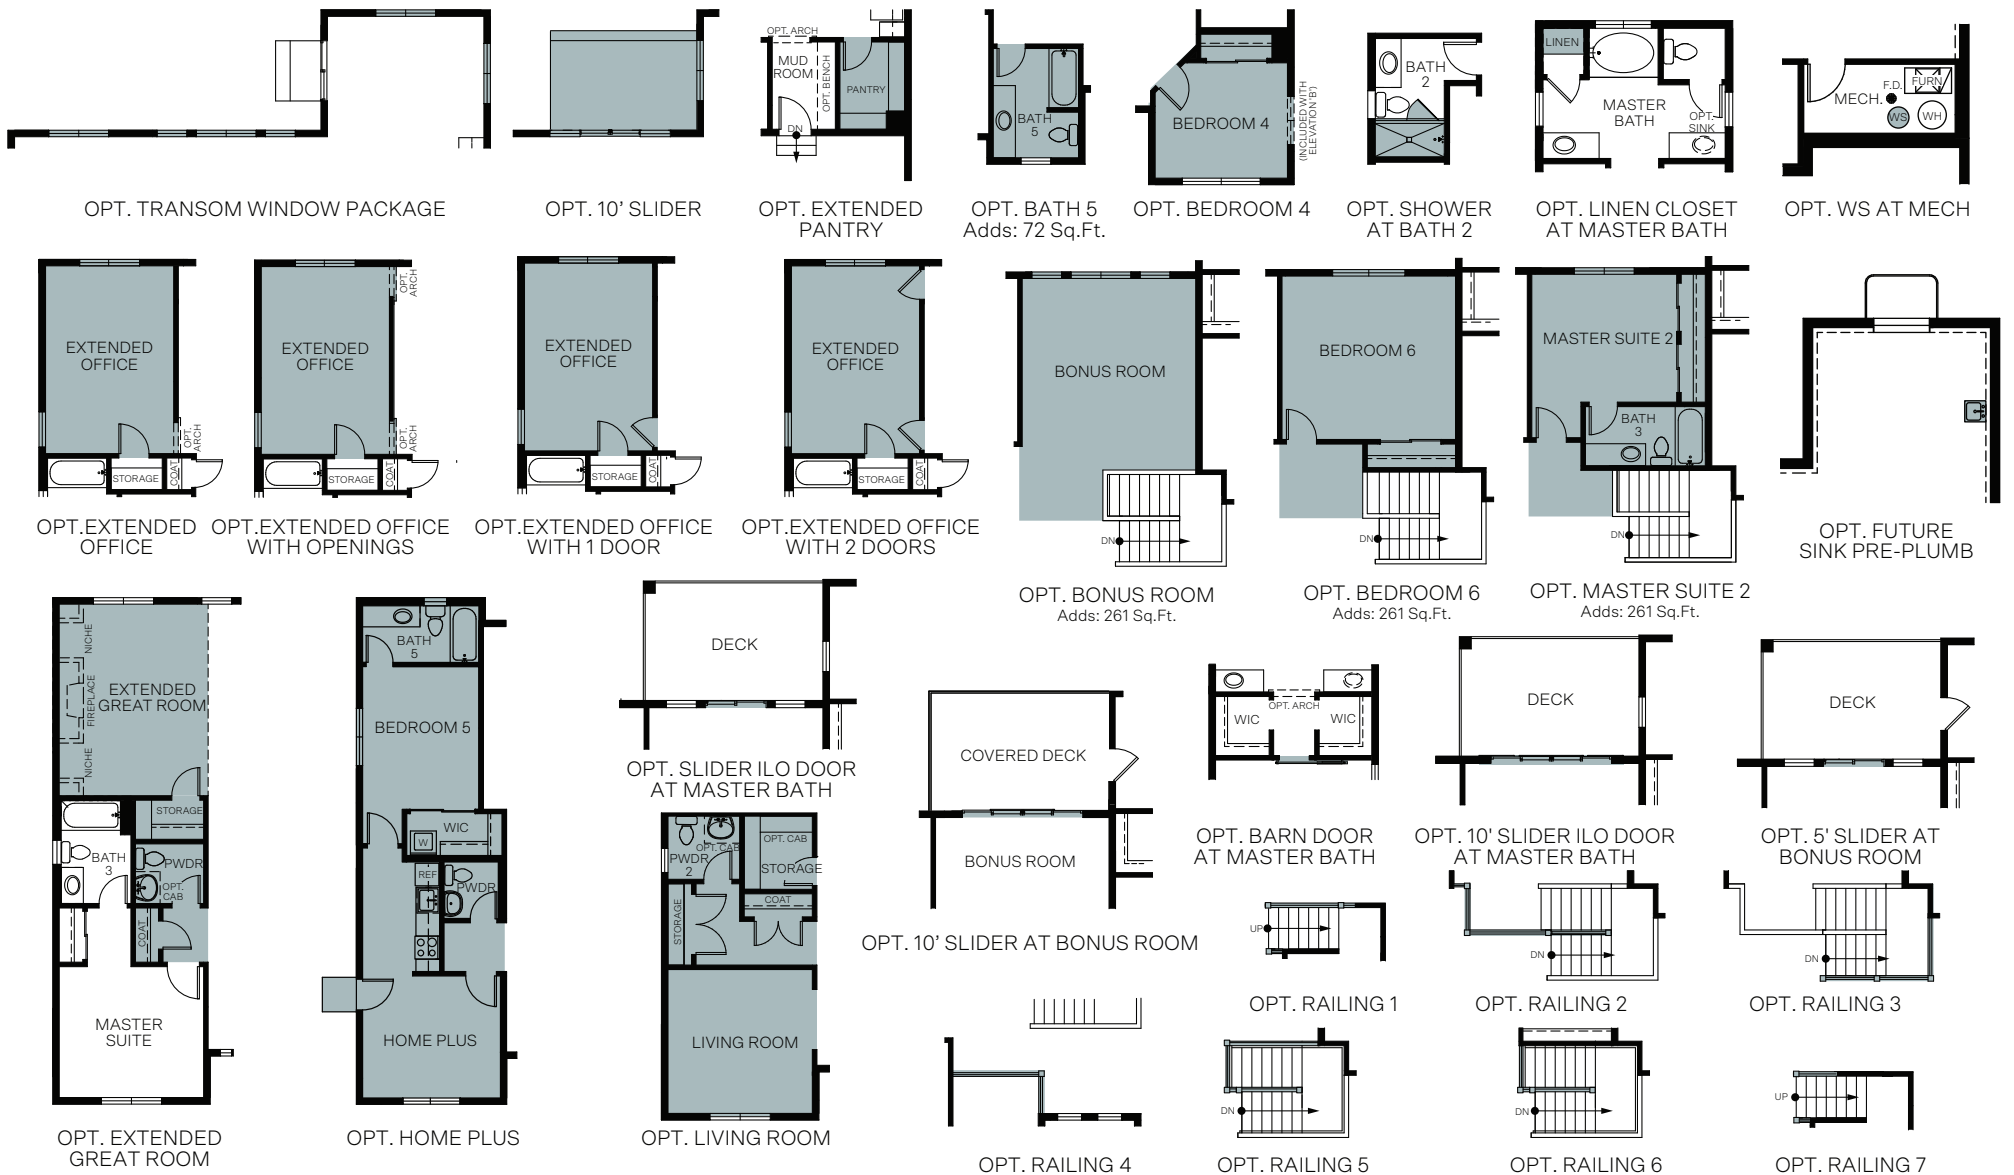 OPT. ARCH
MUD
ROOM
OPT. BENCH
PANTRY
DN
BATH
5
BEDROOM 4
(INCLUDED WITH
ELEVATION 'B')
BATH
2
LINEN
MASTER
BATH
OPT.
SINK
MECH.
F.D.
FURN
WS
WH
OPT. TRANSOM WINDOW PACKAGE
OPT. 10' SLIDER
OPT. EXTENDED
PANTRY
OPT. BATH 5
Adds: 72 Sq.Ft.
OPT. BEDROOM 4
OPT. SHOWER
AT BATH 2
OPT. LINEN CLOSET
AT MASTER BATH
OPT. WS AT MECH
EXTENDED
OFFICE
OPT.
ARCH
STORAGE
COAT
OPT.EXTENDED
OFFICE
EXTENDED
OFFICE
OPT.
ARCH
OPT.
ARCH
STORAGE
COAT
OPT.EXTENDED OFFICE
WITH OPENINGS
EXTENDED
OFFICE
STORAGE
COAT
OPT.EXTENDED OFFICE
WITH 1 DOOR
EXTENDED
OFFICE
STORAGE
COAT
OPT.EXTENDED OFFICE
WITH 2 DOORS
BONUS ROOM
DN
OPT. BONUS ROOM
Adds: 261 Sq.Ft.
BEDROOM 6
DN
OPT. BEDROOM 6
Adds: 261 Sq.Ft.
MASTER SUITE 2
BATH
3
DN
OPT. MASTER SUITE 2
Adds: 261 Sq.Ft.
OPT. FUTURE
SINK PRE-PLUMB
NICHE
FIREPLACE
NICHE
EXTENDED
GREAT ROOM
STORAGE
BATH
3
PWDR
OPT.
CAB
COAT
MASTER
SUITE
OPT. EXTENDED
GREAT ROOM
BATH
5
BEDROOM 5
WIC
W
REF
PWDR
HOME PLUS
OPT. HOME PLUS
DECK
OPT. SLIDER ILO DOOR
AT MASTER BATH
PWDR
2
OPT. CAB
OPT. CAB
STORAGE
STORAGE
COAT
LIVING ROOM
OPT. LIVING ROOM
COVERED DECK
BONUS ROOM
OPT. 10' SLIDER AT BONUS ROOM
WIC
OPT. ARCH
WIC
OPT. BARN DOOR
AT MASTER BATH
DECK
OPT. 10' SLIDER ILO DOOR
AT MASTER BATH
DECK
OPT. 5' SLIDER AT
BONUS ROOM
UP
OPT. RAILING 1
DN
OPT. RAILING 2
DN
OPT. RAILING 3
OPT. RAILING 4
DN
OPT. RAILING 5
DN
OPT. RAILING 6
UP
OPT. RAILING 7